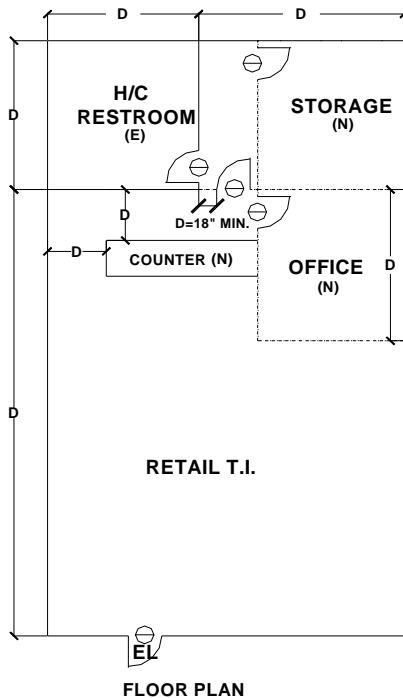 D
D
H/C
RESTROOM
(E)
STORAGE
(N)
D
D
D=18" MIN.
D
COUNTER (N)
OFFICE
(N)
D
D
RETAIL T.I.
EL
FLOOR PLAN